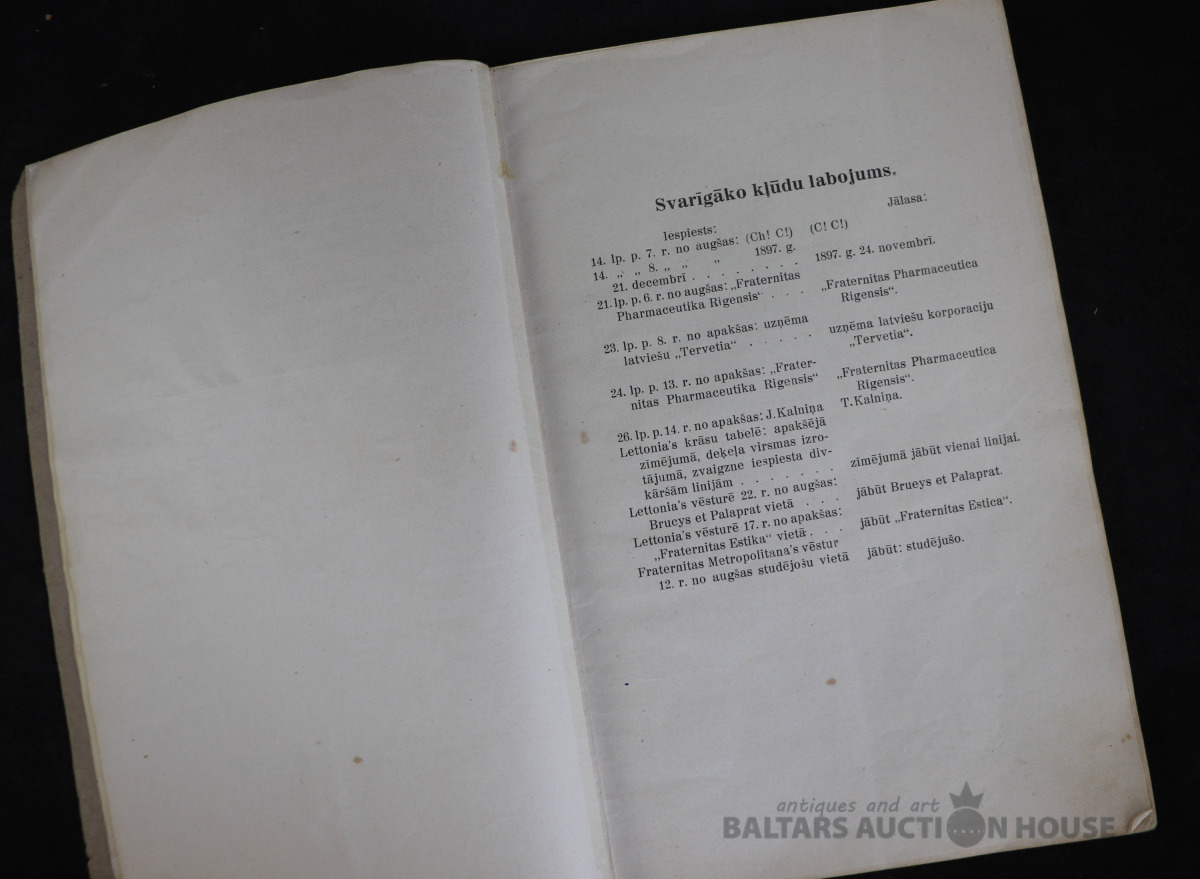 Svarīgāko kļūdu labojums.
Iespiests: Jālasa:
14. lp. p. 7. r. no augšas: (Ch! C!) (C! C!)
14. „ „ 8. „ „ „ 1897. g.
21. decembrī . . . . . . . . 1897. g. 24. novembrī.
21. lp. p. 6. r. no augšas: „Fraternitas „Fraternitas Pharmaceutica
Pharmaceutika Rigensis“ . . . Rigensis“.
23. lp. p. 8. r. no apakšas: uzņēma uzņēma latviešu korporaciju
latviešu „Tervetia“ . . . . . „Tervetia“.
24. lp. p. 13. r. no apakšas: „Frater- „Fraternitas Pharmaceutica
nitas Pharmaceutika Rigensis“ Rigensis“.
26. lp. p. 14. r. no apakšas: J. Kalniņa T. Kalniņa.
Lettonia's krāsu tabelē: apakšējā
zīmējumā, deķeļa virsmas izro-
tājumā, zvaigzne iespiesta div-
kāršām linijām . . . . . . . zīmējumā jābūt vienai linijai.
Lettonia's vēsturē 22. r. no augšas:
Brucys et Palaprat vietā . . . jābūt Brueys et Palaprat.
Lettonia's vēsturē 17. r. no apakšas:
„Fraternitas Estika“ vietā . . . jābūt „Fraternitas Estica“.
Fraternitas Metropolitana's vēstur
12. r. no augšas studējošu vietā jābūt: studējušo.
antiques and art
BALTARS AUCTION HOUSE